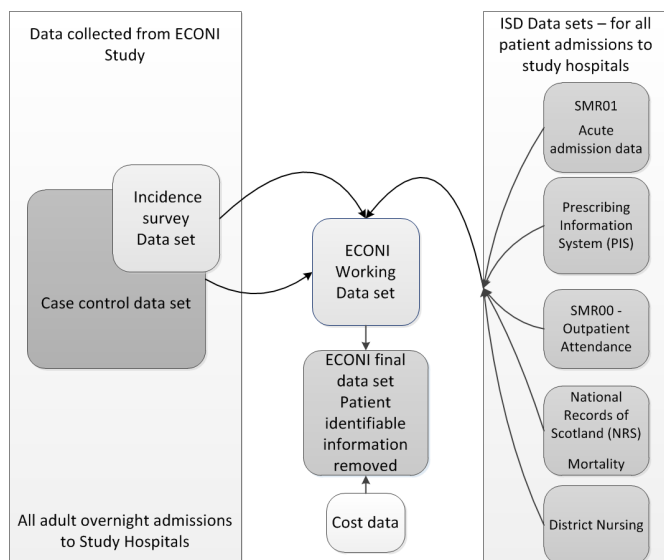 Data collected from ECONI
Study
Incidence
survey
Data set
Case control data set
All adult overnight admissions
to Study Hospitals
ECONI
Working
Data set
ECONI final
data set
Patient
identifiable
information
removed
Cost data
ISD Data sets – for all
patient admissions to
study hospitals
SMR01
Acute
admission data
Prescribing
Information
System (PIS)
SMR00 -
Outpatient
Attendance
National
Records of
Scotland (NRS)
Mortality
District Nursing